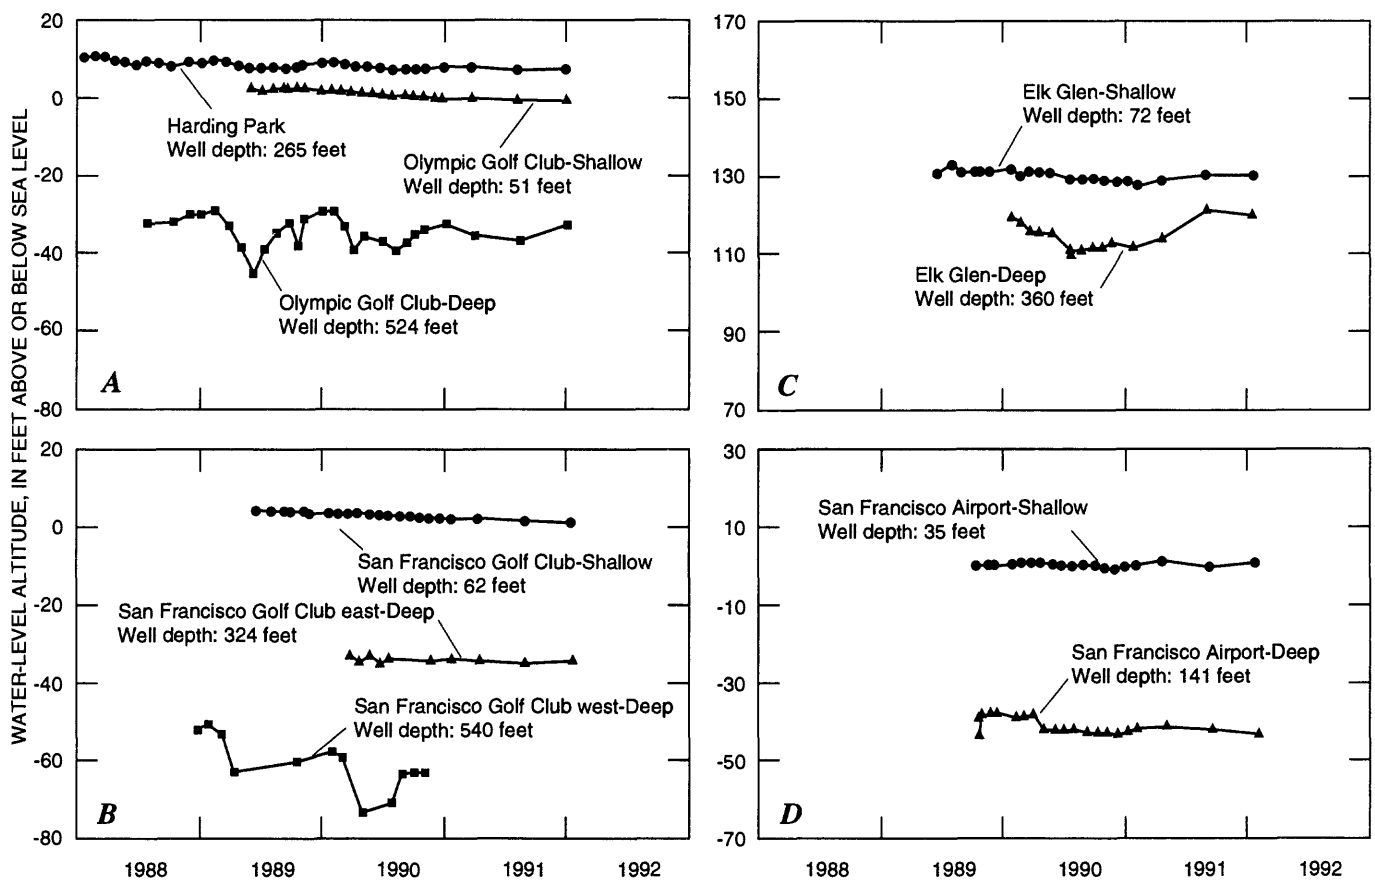 WATER-LEVEL ALTITUDE, IN FEET ABOVE OR BELOW SEA LEVEL
20
0
-20
-40
-60
-80
Harding Park
Well depth: 265 feet
Olympic Golf Club-Shallow
Well depth: 51 feet
Olympic Golf Club-Deep
Well depth: 524 feet
A
170
150
130
110
90
70
Elk Glen-Shallow
Well depth: 72 feet
Elk Glen-Deep
Well depth: 360 feet
C
20
0
-20
-40
-60
-80
San Francisco Golf Club-Shallow
Well depth: 62 feet
San Francisco Golf Club east-Deep
Well depth: 324 feet
San Francisco Golf Club west-Deep
Well depth: 540 feet
B
1988 1989 1990 1991 1992
30
10
-10
-30
-50
-70
San Francisco Airport-Shallow
Well depth: 35 feet
San Francisco Airport-Deep
Well depth: 141 feet
D
1988 1989 1990 1991 1992